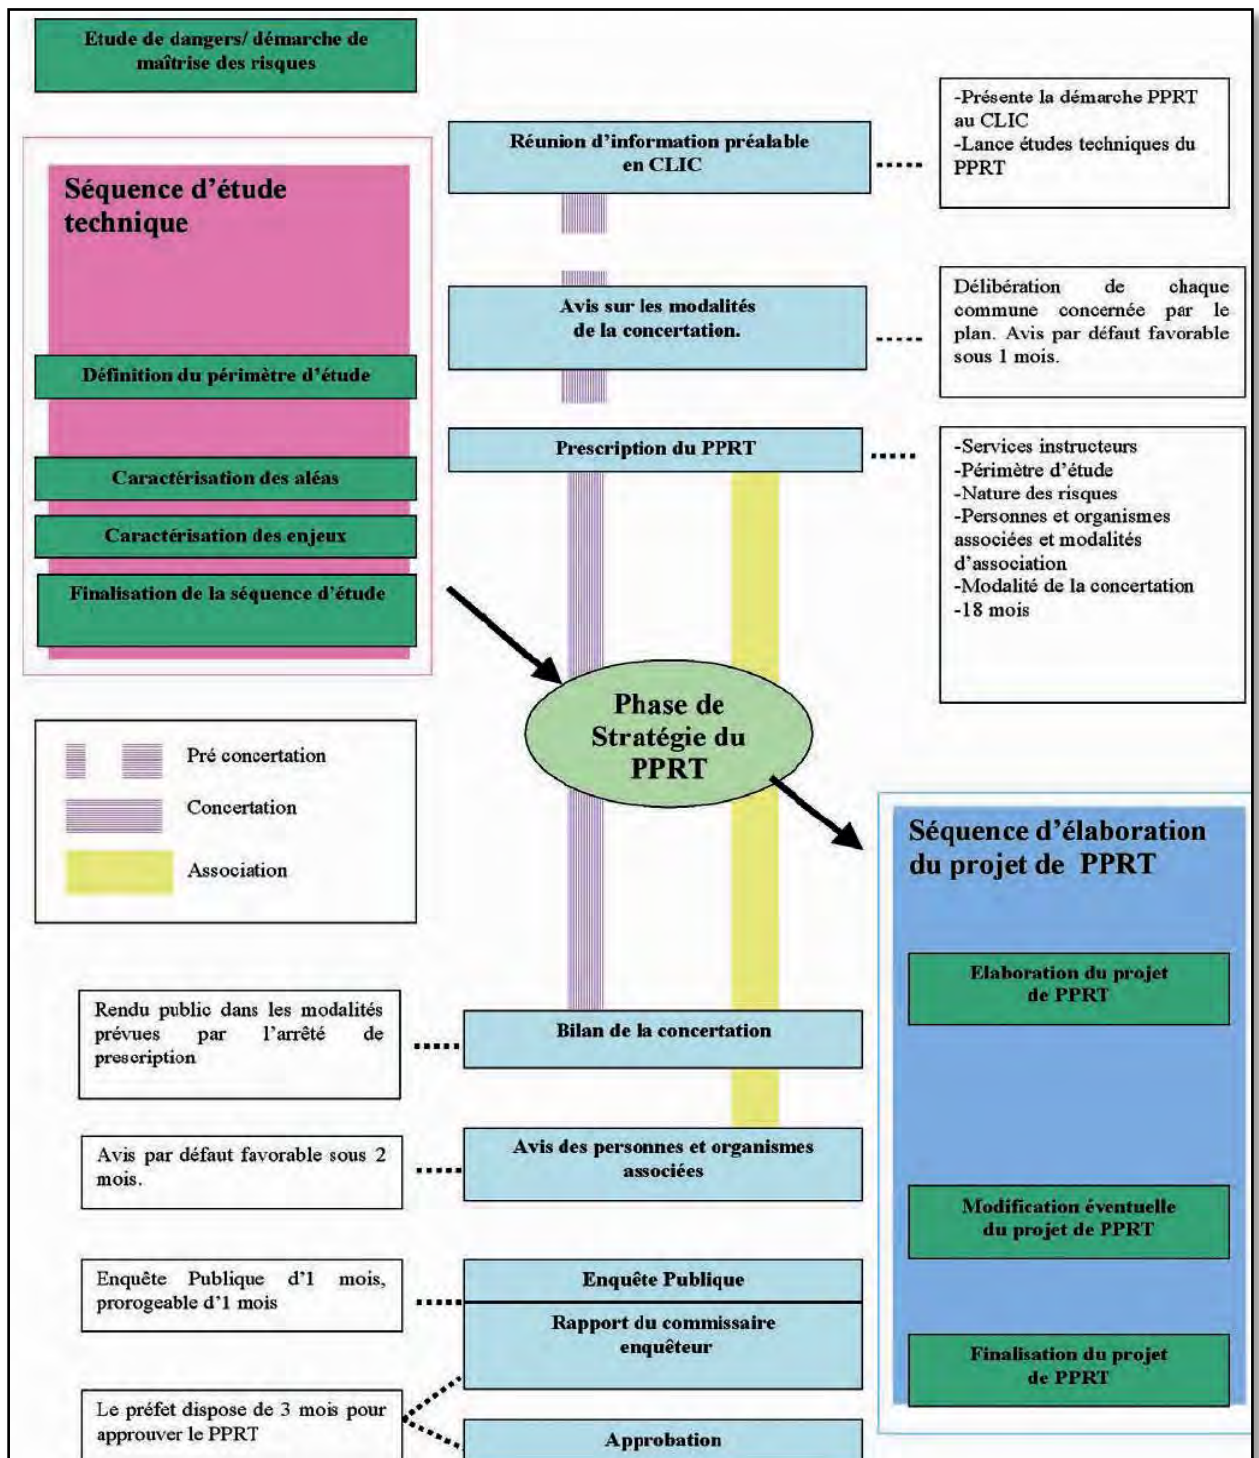 Etude de dangers/ démarche de
maîtrise des risques
Séquence d'étude
technique
Définition du périmètre d'étude
Caractérisation des aléas
Caractérisation des enjeux
Finalisation de la séquence d'étude
Réunion d'information préalable
en CLIC
-Présente la démarche PPRT
au CLIC
-Lance études techniques du
PPRT
Avis sur les modalités
de la concertation.
Délibération de chaque
commune concernée par le
plan. Avis par défaut favorable
sous 1 mois.
Prescription du PPRT
-Services instructeurs
-Périmètre d'étude
-Nature des risques
-Personnes et organismes
associées et modalités
d'association
-Modalité de la concertation
-18 mois
Phase de
Stratégie du
PPRT
Pré concertation
Concertation
Association
Séquence d'élaboration
du projet de PPRT
Elaboration du projet
de PPRT
Modification éventuelle
du projet de PPRT
Finalisation du projet
de PPRT
Rendu public dans les modalités
prévues par l'arrêté de
prescription
Bilan de la concertation
Avis par défaut favorable sous 2
mois.
Avis des personnes et organismes
associées
Enquête Publique d'1 mois,
prorogeable d'1 mois
Enquête Publique
Rapport du commissaire
enquêteur
Le préfet dispose de 3 mois pour
approuver le PPRT
Approbation